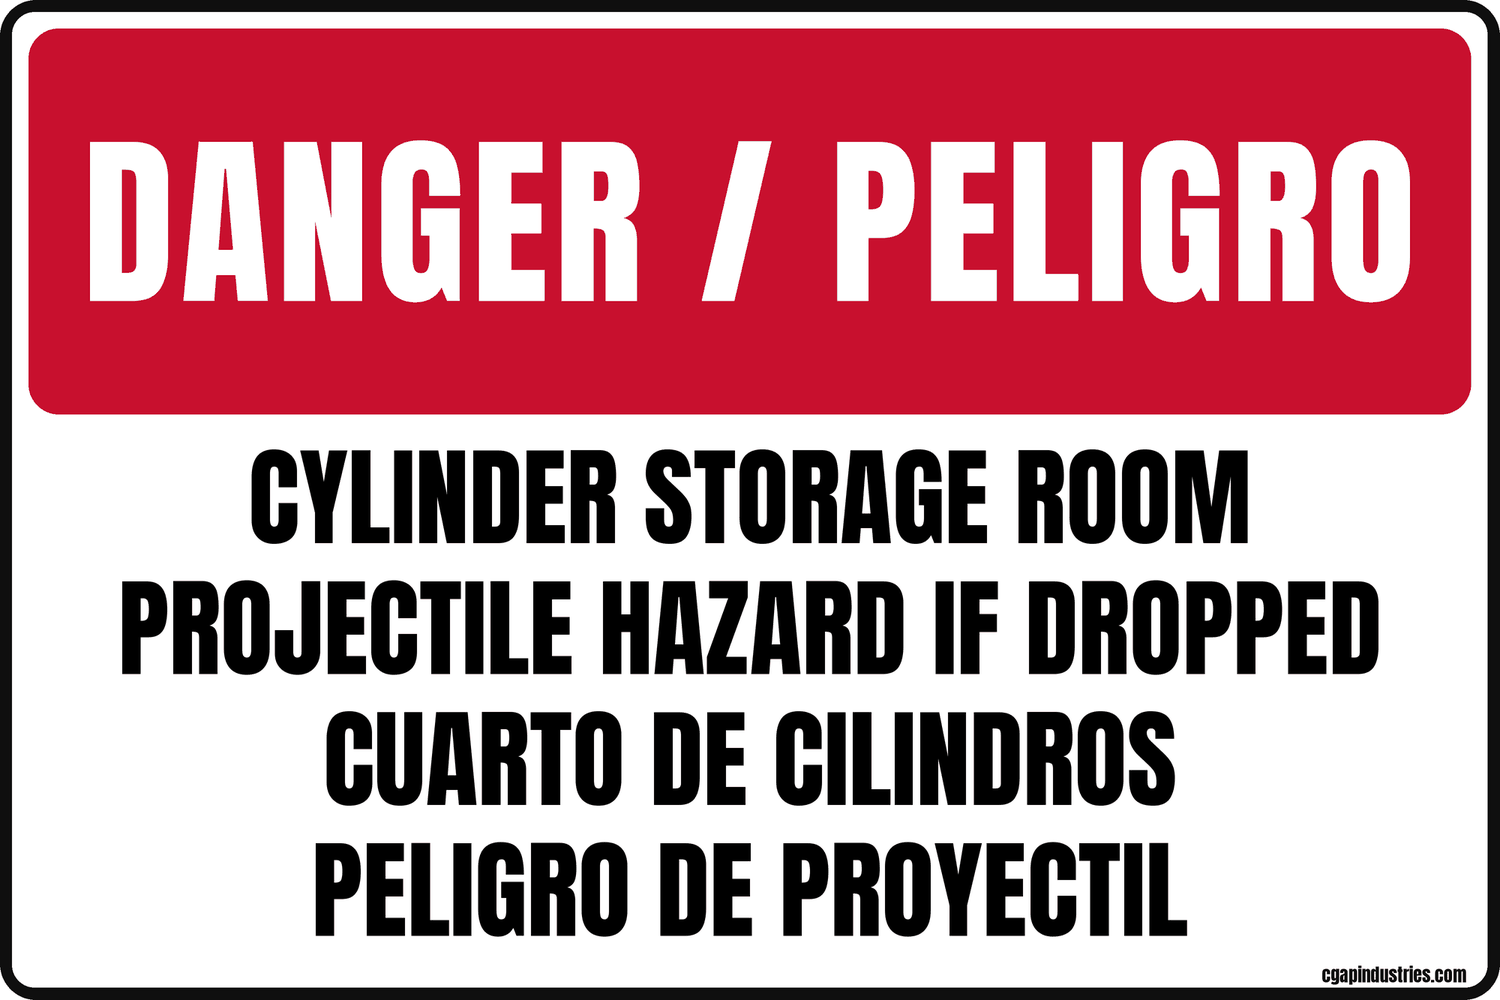 DANGER / PELIGRO
CYLINDER STORAGE ROOM
PROJECTILE HAZARD IF DROPPED
CUARTO DE CILINDROS
PELIGRO DE PROYECTIL
cgapindustries.com